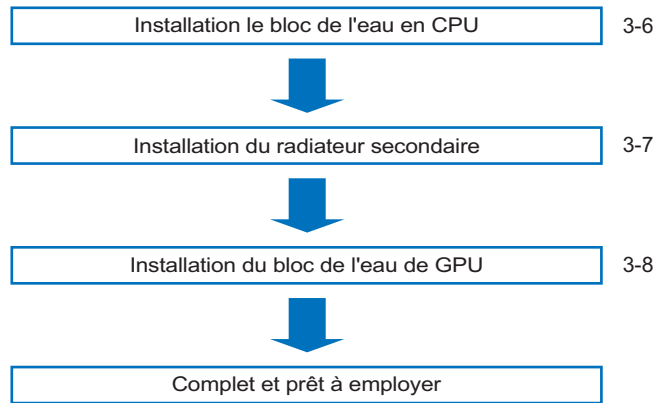 Installation le bloc de l'eau en CPU 3-6
Installation du radiateur secondaire 3-7
Installation du bloc de l'eau de GPU 3-8
Complet et prêt à employer